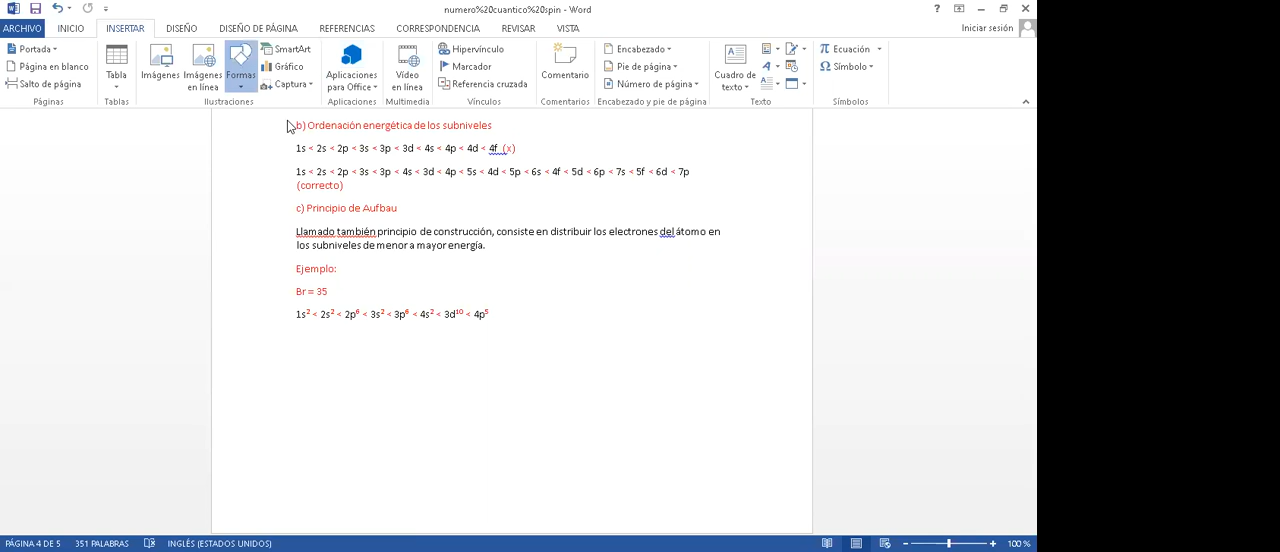 numero%20cuantico%20spin - Word
ARCHIVO INICIO INSERTAR DISEÑO DISEÑO DE PÁGINA REFERENCIAS CORRESPONDENCIA REVISAR VISTA Iniciar sesión
Portada
Página en blanco
Salto de página
Páginas
Tabla
Tablas
Imágenes
Imágenes en línea
Formas
SmartArt
Gráfico
Captura
Ilustraciones
Aplicaciones para Office
Aplicaciones
Vídeo en línea
Multimedia
Hipervínculo
Marcador
Referencia cruzada
Vínculos
Comentario
Comentarios
Encabezado
Pie de página
Número de página
Encabezado y pie de página
Cuadro de texto
Texto
Ecuación
Símbolo
Símbolos
b) Ordenación energética de los subniveles
1s < 2s < 2p < 3s < 3p < 3d < 4s < 4p < 4d < 4f (x)
1s < 2s < 2p < 3s < 3p < 4s < 3d < 4p < 5s < 4d < 5p < 6s < 4f < 5d < 6p < 7s < 5f < 6d < 7p
(correcto)
c) Principio de Aufbau
Llamado también principio de construcción, consiste en distribuir los electrones del átomo en
los subniveles de menor a mayor energía.
Ejemplo:
Br = 35
1s² < 2s² < 2p⁶ < 3s² < 3p⁶ < 4s² < 3d¹⁰ < 4p⁵
PÁGINA 4 DE 5 351 PALABRAS INGLÉS (ESTADOS UNIDOS) 100 %